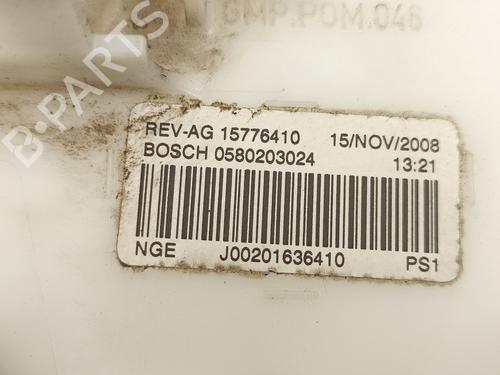 GMP.POM.046
REV-AG 15776410 15/NOV/2008
BOSCH 0580203024 13:21
NGE J00201636410 PS1
B-PARTS